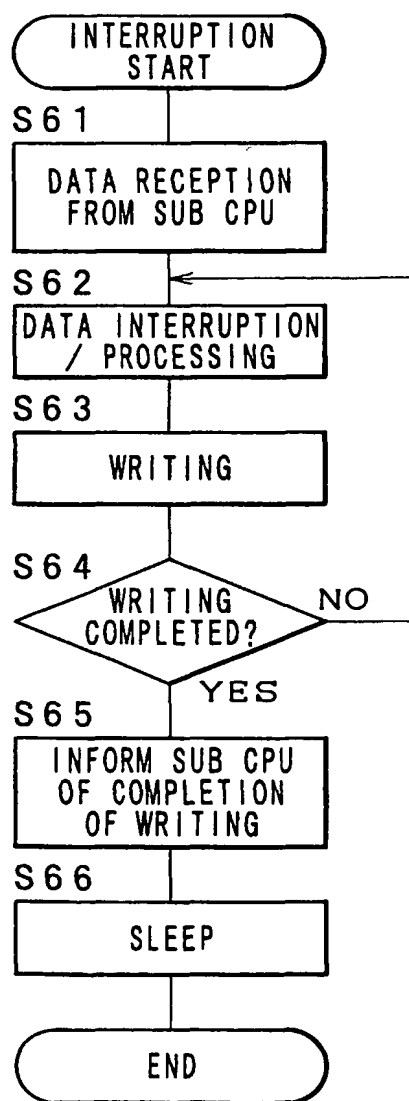 INTERRUPTION
START
S61
DATA RECEPTION
FROM SUB CPU
S62
DATA INTERRUPTION
/ PROCESSING
S63
WRITING
S64
WRITING
COMPLETED?
NO
YES
S65
INFORM SUB CPU
OF COMPLETION
OF WRITING
S66
SLEEP
END